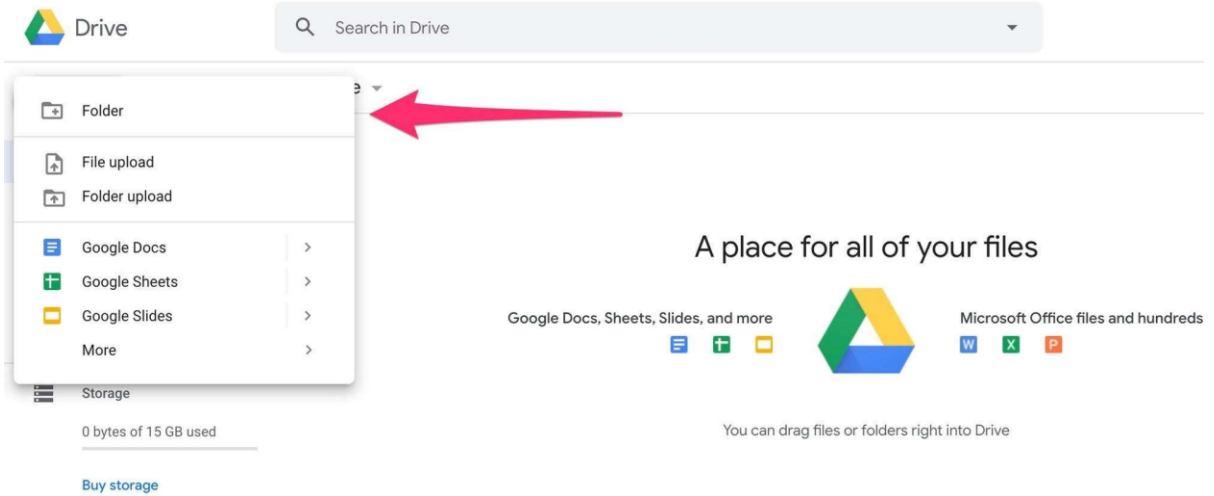 Drive
Search in Drive
e
Folder
File upload
Folder upload
Google Docs
Google Sheets
Google Slides
More
Storage
0 bytes of 15 GB used
Buy storage
A place for all of your files
Google Docs, Sheets, Slides, and more
Microsoft Office files and hundreds
W X P
You can drag files or folders right into Drive